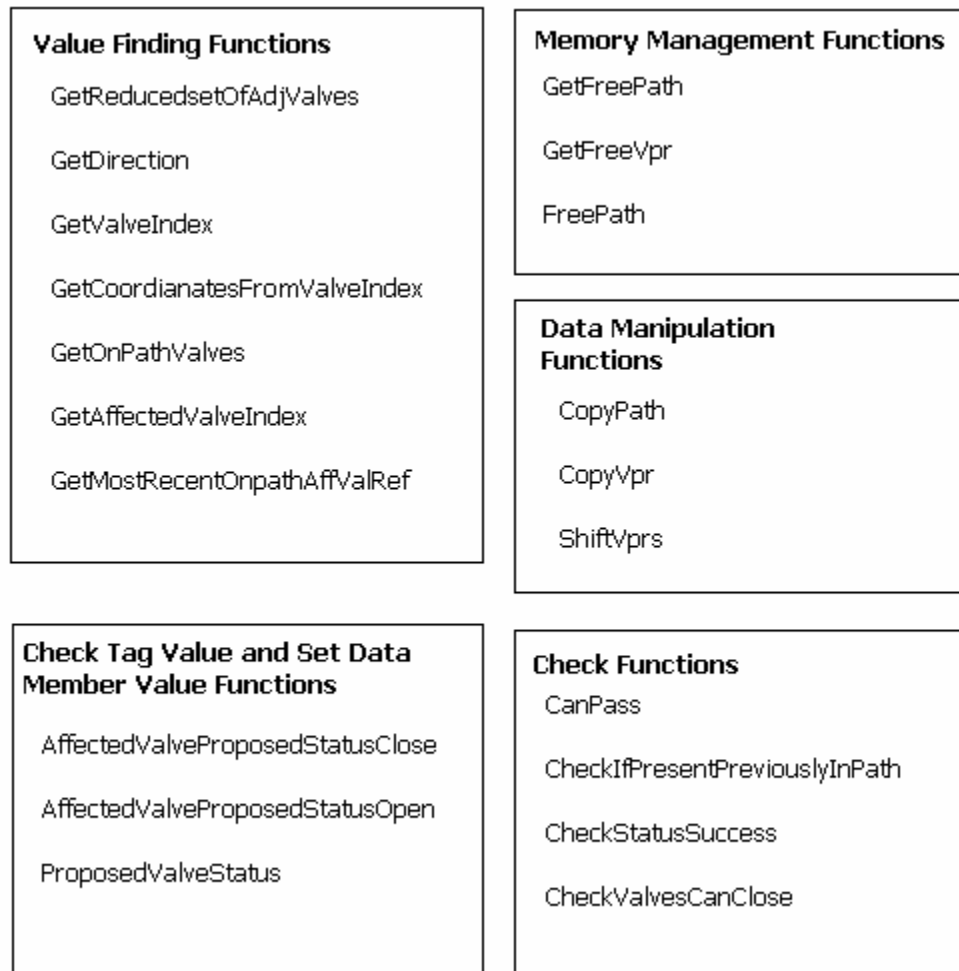 Value Finding Functions
GetReducedsetOfAdjValves
GetDirection
GetValveIndex
GetCoordianatesFromValveIndex
GetOnPathValves
GetAffectedValveIndex
GetMostRecentOnpathAffValRef
Memory Management Functions
GetFreePath
GetFreeVpr
FreePath
Data Manipulation
Functions
CopyPath
CopyVpr
ShiftVprs
Check Tag Value and Set Data
Member Value Functions
AffectedValveProposedStatusClose
AffectedValveProposedStatusOpen
ProposedValveStatus
Check Functions
CanPass
CheckIfPresentPreviouslyInPath
CheckStatusSuccess
CheckValvesCanClose